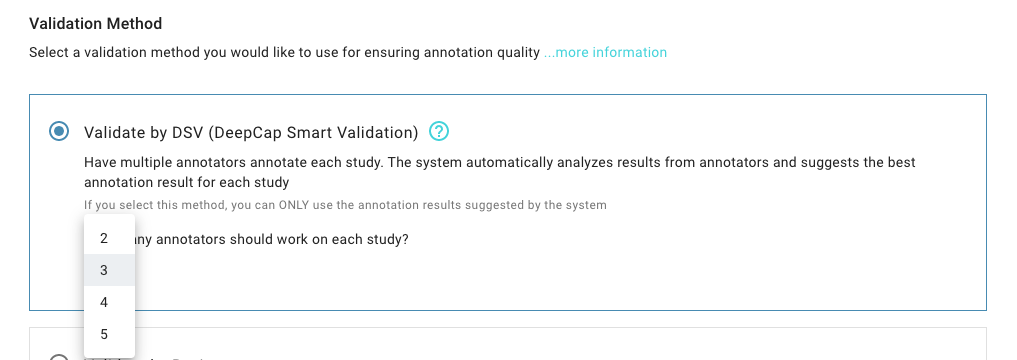 Validation Method
Select a validation method you would like to use for ensuring annotation quality ...more information
Validate by DSV (DeepCap Smart Validation) ?
Have multiple annotators annotate each study. The system automatically analyzes results from annotators and suggests the best
annotation result for each study
If you select this method, you can ONLY use the annotation results suggested by the system
annotators should work on each study?
2
3
4
5